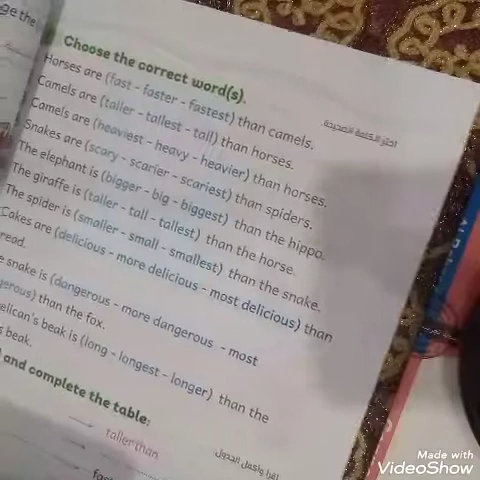 ge the
Choose the correct word(s).
اختر الكلمة الصحيحة
Horses are (fast - faster - fastest) than camels.
Camels are (taller - tallest - tall) than horses.
Camels are (heaviest - heavy - heavier) than horses.
Snakes are (scary - scarier - scariest) than spiders.
The elephant is (bigger - big - biggest) than the hippo.
The giraffe is (taller - tall - tallest) than the horse.
The spider is (smaller - small - smallest) than the snake.
Cakes are (delicious - more delicious - most delicious) than
read.
e snake is (dangerous - more dangerous - most
gerous) than the fox.
elican's beak is (long - longest - longer) than the
s beak.
and complete the table:
اقرأ وأكمل الجدول
taller than
fast
Made with
VideoShow